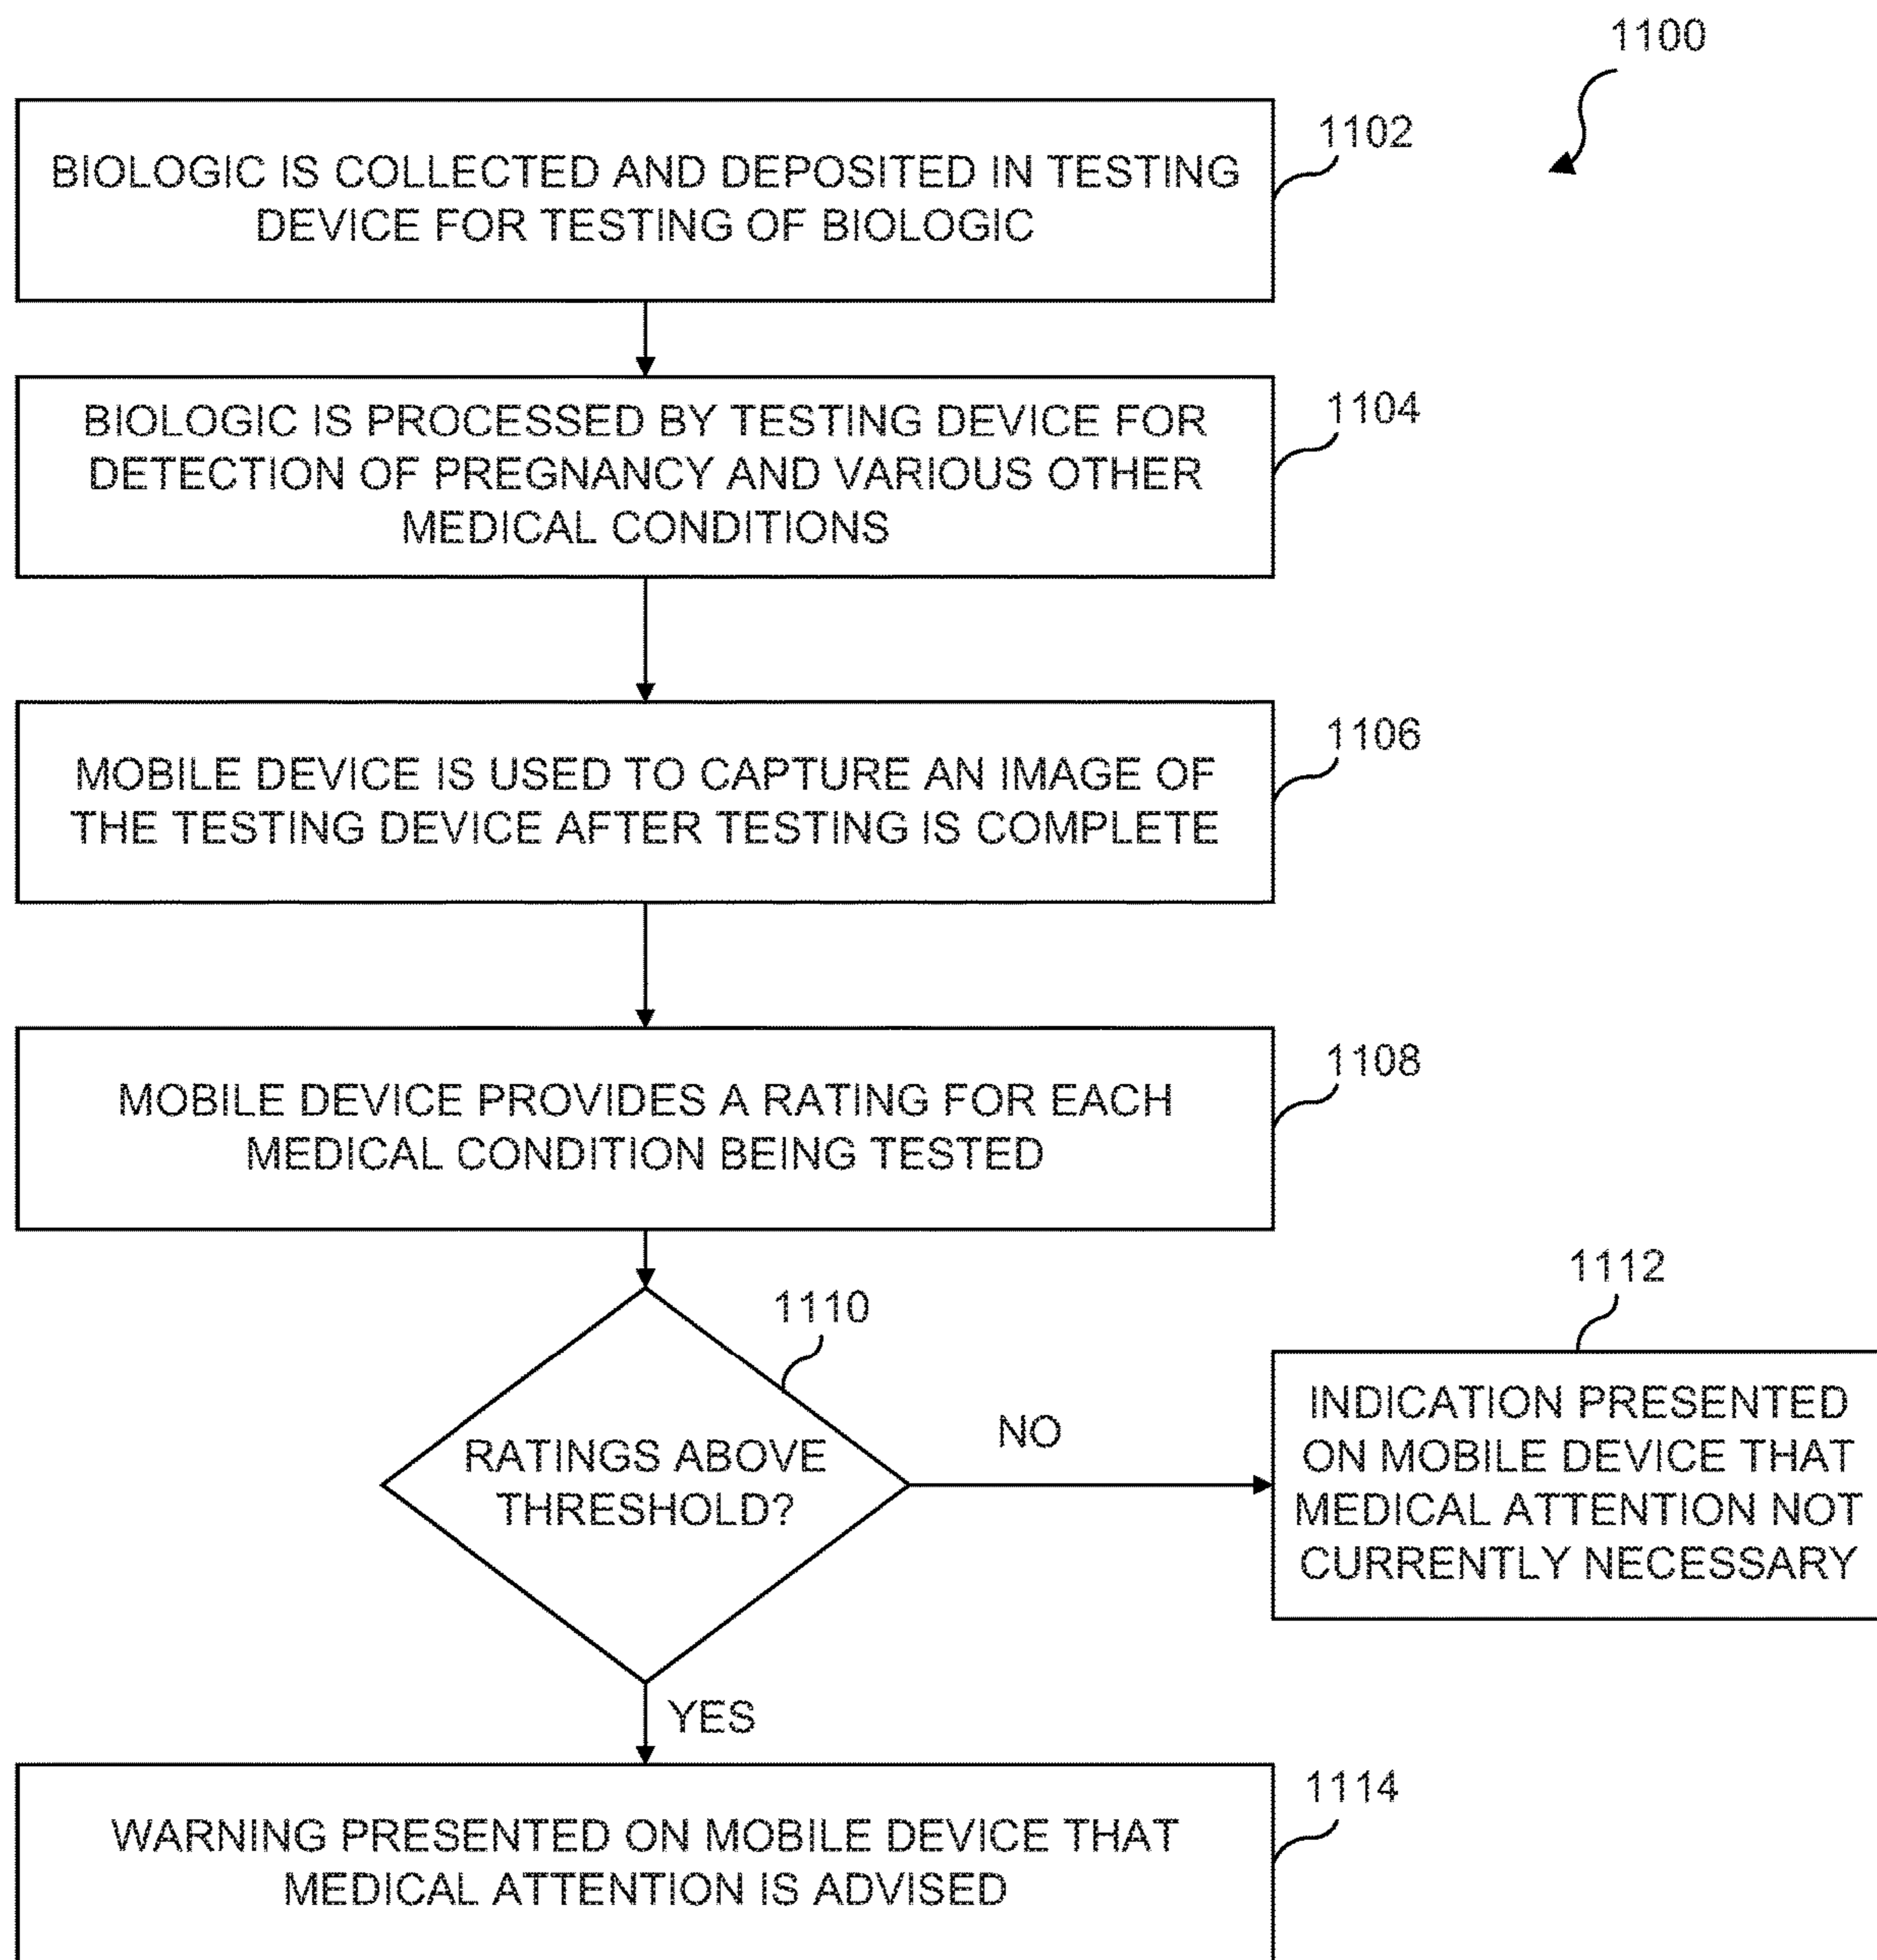 1100
1102
BIOLOGIC IS COLLECTED AND DEPOSITED IN TESTING
DEVICE FOR TESTING OF BIOLOGIC
1104
BIOLOGIC IS PROCESSED BY TESTING DEVICE FOR
DETECTION OF PREGNANCY AND VARIOUS OTHER
MEDICAL CONDITIONS
1106
MOBILE DEVICE IS USED TO CAPTURE AN IMAGE OF
THE TESTING DEVICE AFTER TESTING IS COMPLETE
1108
MOBILE DEVICE PROVIDES A RATING FOR EACH
MEDICAL CONDITION BEING TESTED
1110
RATINGS ABOVE
THRESHOLD?
NO
1112
INDICATION PRESENTED
ON MOBILE DEVICE THAT
MEDICAL ATTENTION NOT
CURRENTLY NECESSARY
YES
1114
WARNING PRESENTED ON MOBILE DEVICE THAT
MEDICAL ATTENTION IS ADVISED